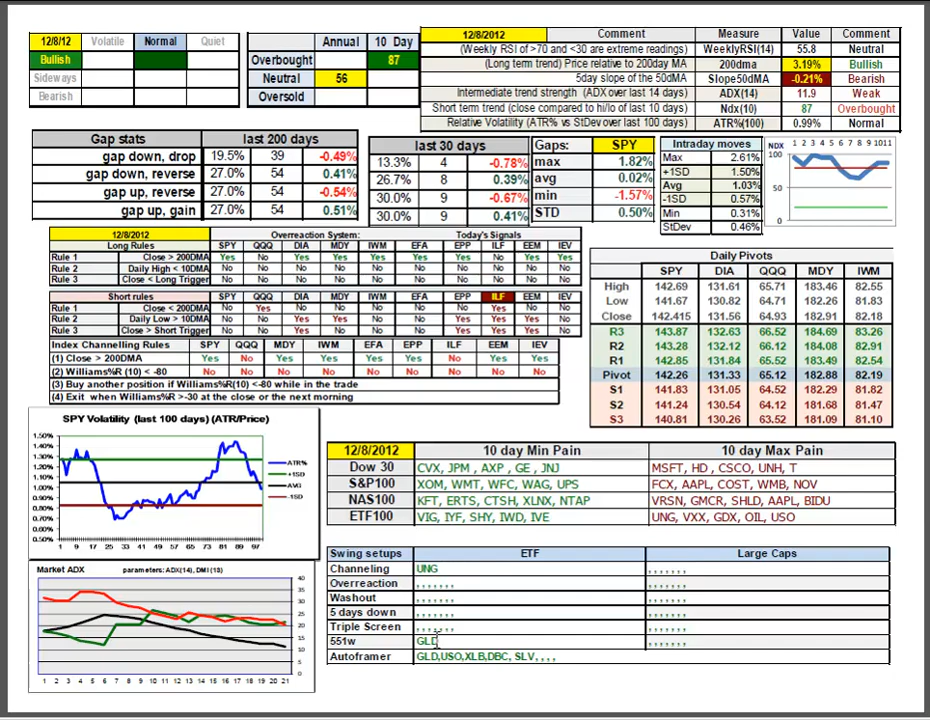 12/8/12 Volatile Normal Quiet
Bullish
Sideways
Bearish
Annual 10 Day
Overbought 87
Neutral 56
Oversold
12/8/2012 Comment Measure Value Comment
(Weekly RSI of >70 and <30 are extreme readings) WeeklyRSI(14) 55.8 Neutral
(Long term trend) Price relative to 200day MA 200dma 3.19% Bullish
5day slope of the 50dMA Slope50dMA -0.21% Bearish
Intermediate trend strength (ADX over last 14 days) ADX(14) 11.9 Weak
Short term trend (close compared to hi/lo of last 10 days) Ndx(10) 87 Overbought
Relative Volatility (ATR% vs StDev over last 100 days) ATR%(100) 0.99% Normal
Gap stats last 200 days
gap down, drop 19.5% 39 -0.49%
gap down, reverse 27.0% 54 0.41%
gap up, reverse 27.0% 54 -0.54%
gap up, gain 27.0% 54 0.51%
last 30 days
13.3% 4 -0.78%
26.7% 8 0.39%
30.0% 9 -0.67%
30.0% 9 0.41%
Gaps: SPY
max 1.82%
avg 0.02%
min -1.57%
STD 0.50%
Intraday moves
Max 2.61%
+1SD 1.50%
Avg 1.03%
-1SD 0.57%
Min 0.31%
StDev 0.46%
NDX 1 2 3 4 5 6 7 8 9 1011
100
50
0
12/8/2012 Overreaction System: Today's Signals
Long Rules SPY QQQ DIA MDY IWM EFA EPP ILF EEM IEV
Rule 1 Close > 200DMA Yes No Yes Yes Yes Yes Yes No Yes Yes
Rule 2 Daily High < 10DMA No No No No No No No No No No
Rule 3 Close < Long Trigger No No No No No No No No No No
Short rules SPY QQQ DIA MDY IWM EFA EPP ILF EEM IEV
Rule 1 Close < 200DMA No Yes No No No No No Yes No No
Rule 2 Daily Low > 10DMA No No Yes Yes No No Yes Yes Yes No
Rule 3 Close > Short Trigger No No Yes No No No Yes Yes Yes No
Index Channelling Rules SPY QQQ MDY IWM EFA EPP ILF EEM IEV
(1) Close > 200DMA Yes No Yes Yes Yes Yes No Yes Yes
(2) Williams%R (10) < -80 No No No No No No No No No
(3) Buy another position if Williams%R(10) <-80 while in the trade
(4) Exit when Williams%R >-30 at the close or the next morning
Daily Pivots
SPY DIA QQQ MDY IWM
High 142.69 131.61 65.71 183.46 82.55
Low 141.67 130.82 64.71 182.26 81.83
Close 142.415 131.56 64.93 182.91 82.18
R3 143.87 132.63 66.52 184.69 83.26
R2 143.28 132.12 66.12 184.08 82.91
R1 142.85 131.84 65.52 183.49 82.54
Pivot 142.26 131.33 65.12 182.88 82.19
S1 141.83 131.05 64.52 182.29 81.82
S2 141.24 130.54 64.12 181.68 81.47
S3 140.81 130.26 63.52 181.09 81.10
SPY Volatility (last 100 days) (ATR/Price)
1.50%
1.40%
1.30%
1.20%
1.10%
1.00%
0.90%
0.80%
0.70%
0.60%
0.50%
ATR%
+1SD
AVG
-1SD
1 9 17 25 33 41 49 57 65 73 81 89 97
12/8/2012 10 day Min Pain 10 day Max Pain
Dow 30 CVX, JPM , AXP , GE , JNJ MSFT, HD , CSCO, UNH, T
S&P100 XOM, WMT, WFC, WAG, UPS FCX, AAPL, COST, WMB, NOV
NAS100 KFT, ERTS, CTSH, XLNX, NTAP VRSN, GMCR, SHLD, AAPL, BIDU
ETF100 VIG, IYF, SHY, IWD, IVE UNG, VXX, GDX, OIL, USO
Swing setups ETF Large Caps
Channeling UNG , , , , , , ,
Overreaction , , , , , , , , , , , , , ,
Washout , , , , , , , , , , , , , ,
5 days down , , , , , , , , , , , , , ,
Triple Screen , , , , , , , , , , , , , ,
551w GLD , , , , , , ,
Autoframer GLD,USO,XLB,DBC, SLV, , , ,
Market ADX parameters: ADX(14), DMI (13)
40
35
30
25
20
15
10
5
0
1 2 3 4 5 6 7 8 9 10 11 12 13 14 15 16 17 18 19 20 21